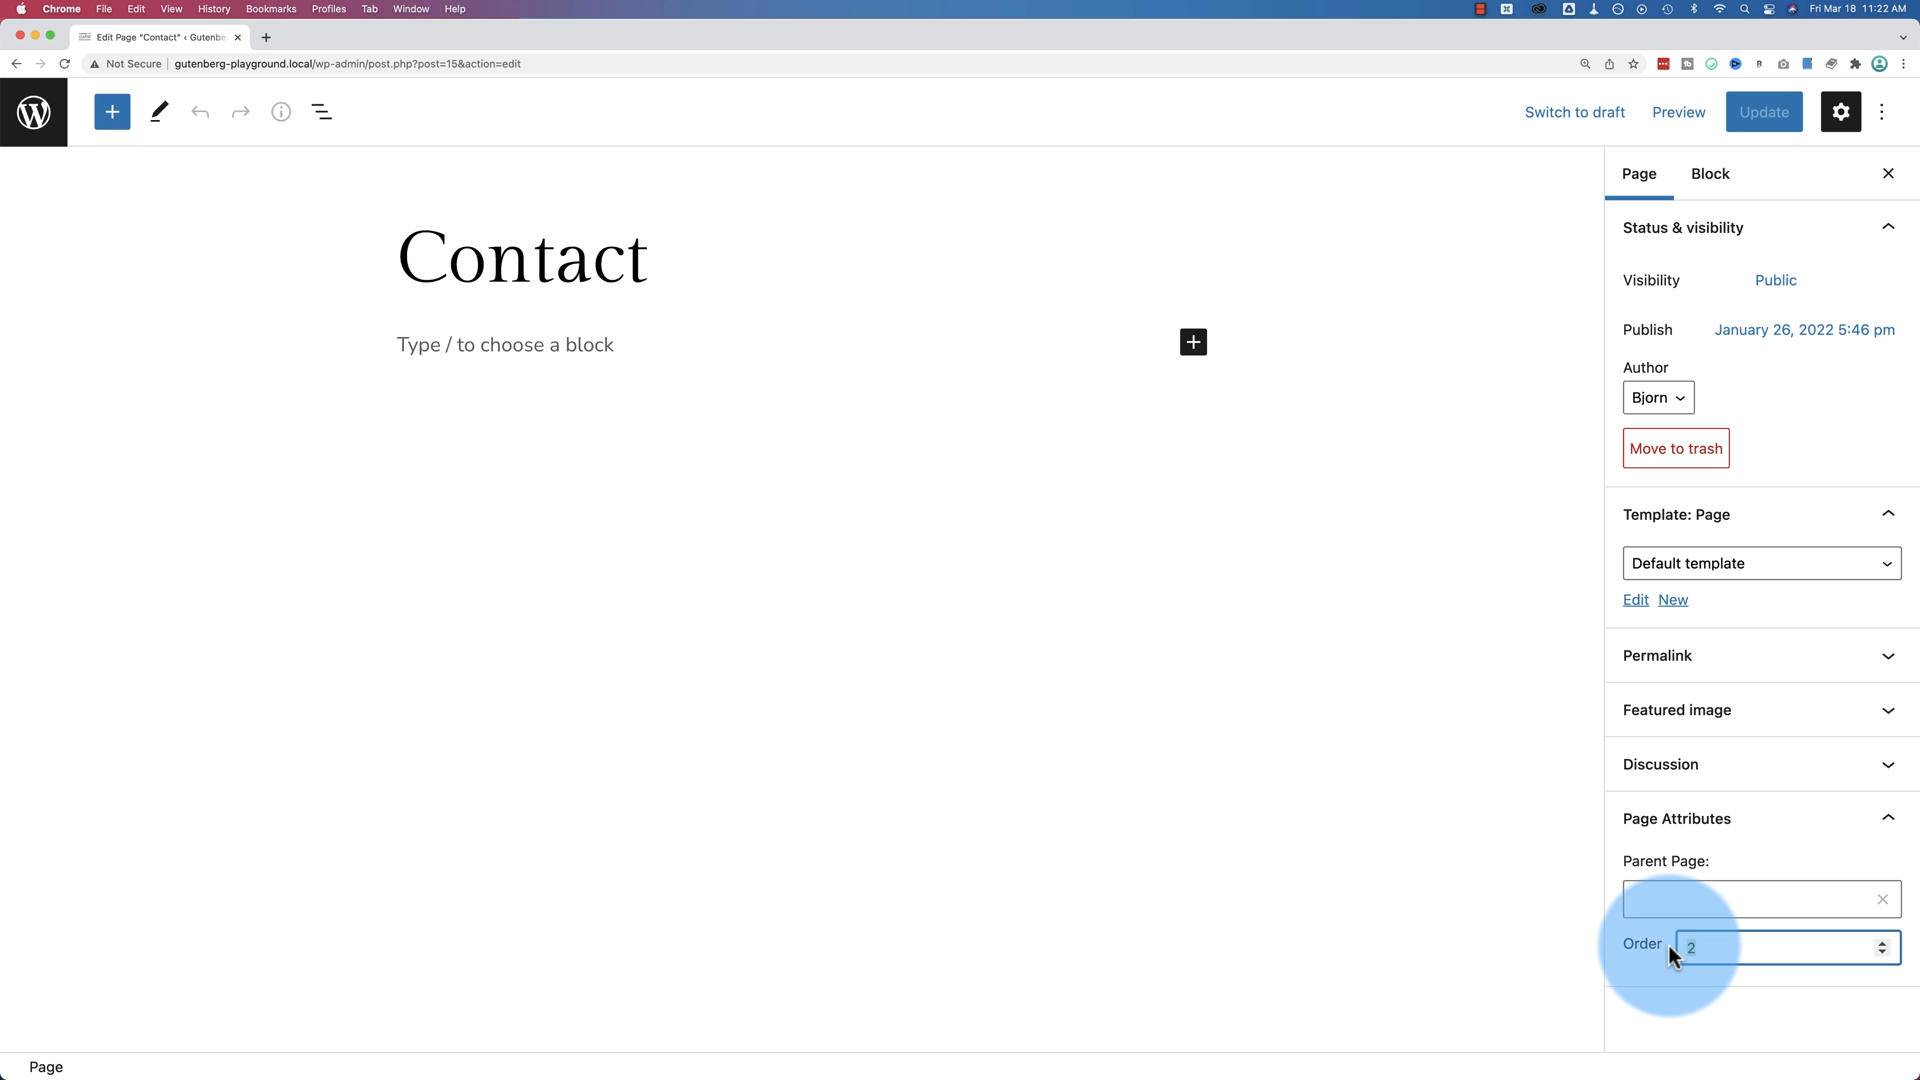 Chrome File Edit View History Bookmarks Profiles Tab Window Help Fri Mar 18 11:22 AM
Edit Page "Contact" ‹ Gutenbe
Not Secure gutenberg-playground.local/wp-admin/post.php?post=15&action=edit
Switch to draft Preview Update
Page Block
Status & visibility
Contact
Visibility Public
Publish January 26, 2022 5:46 pm
Type / to choose a block
Author
Bjorn
Move to trash
Template: Page
Default template
Edit New
Permalink
Featured image
Discussion
Page Attributes
Parent Page:
Order 2
Page